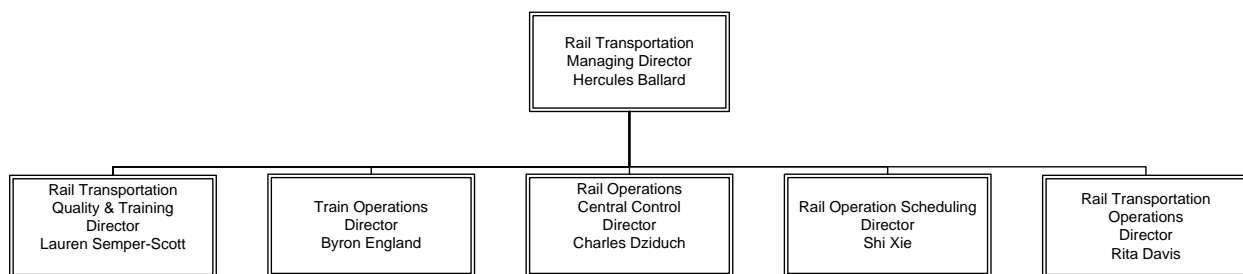 Rail Transportation
Managing Director
Hercules Ballard
Rail Transportation
Quality & Training
Director
Lauren Semper-Scott
Train Operations
Director
Byron England
Rail Operations
Central Control
Director
Charles Dziduch
Rail Operation Scheduling
Director
Shi Xie
Rail Transportation
Operations
Director
Rita Davis